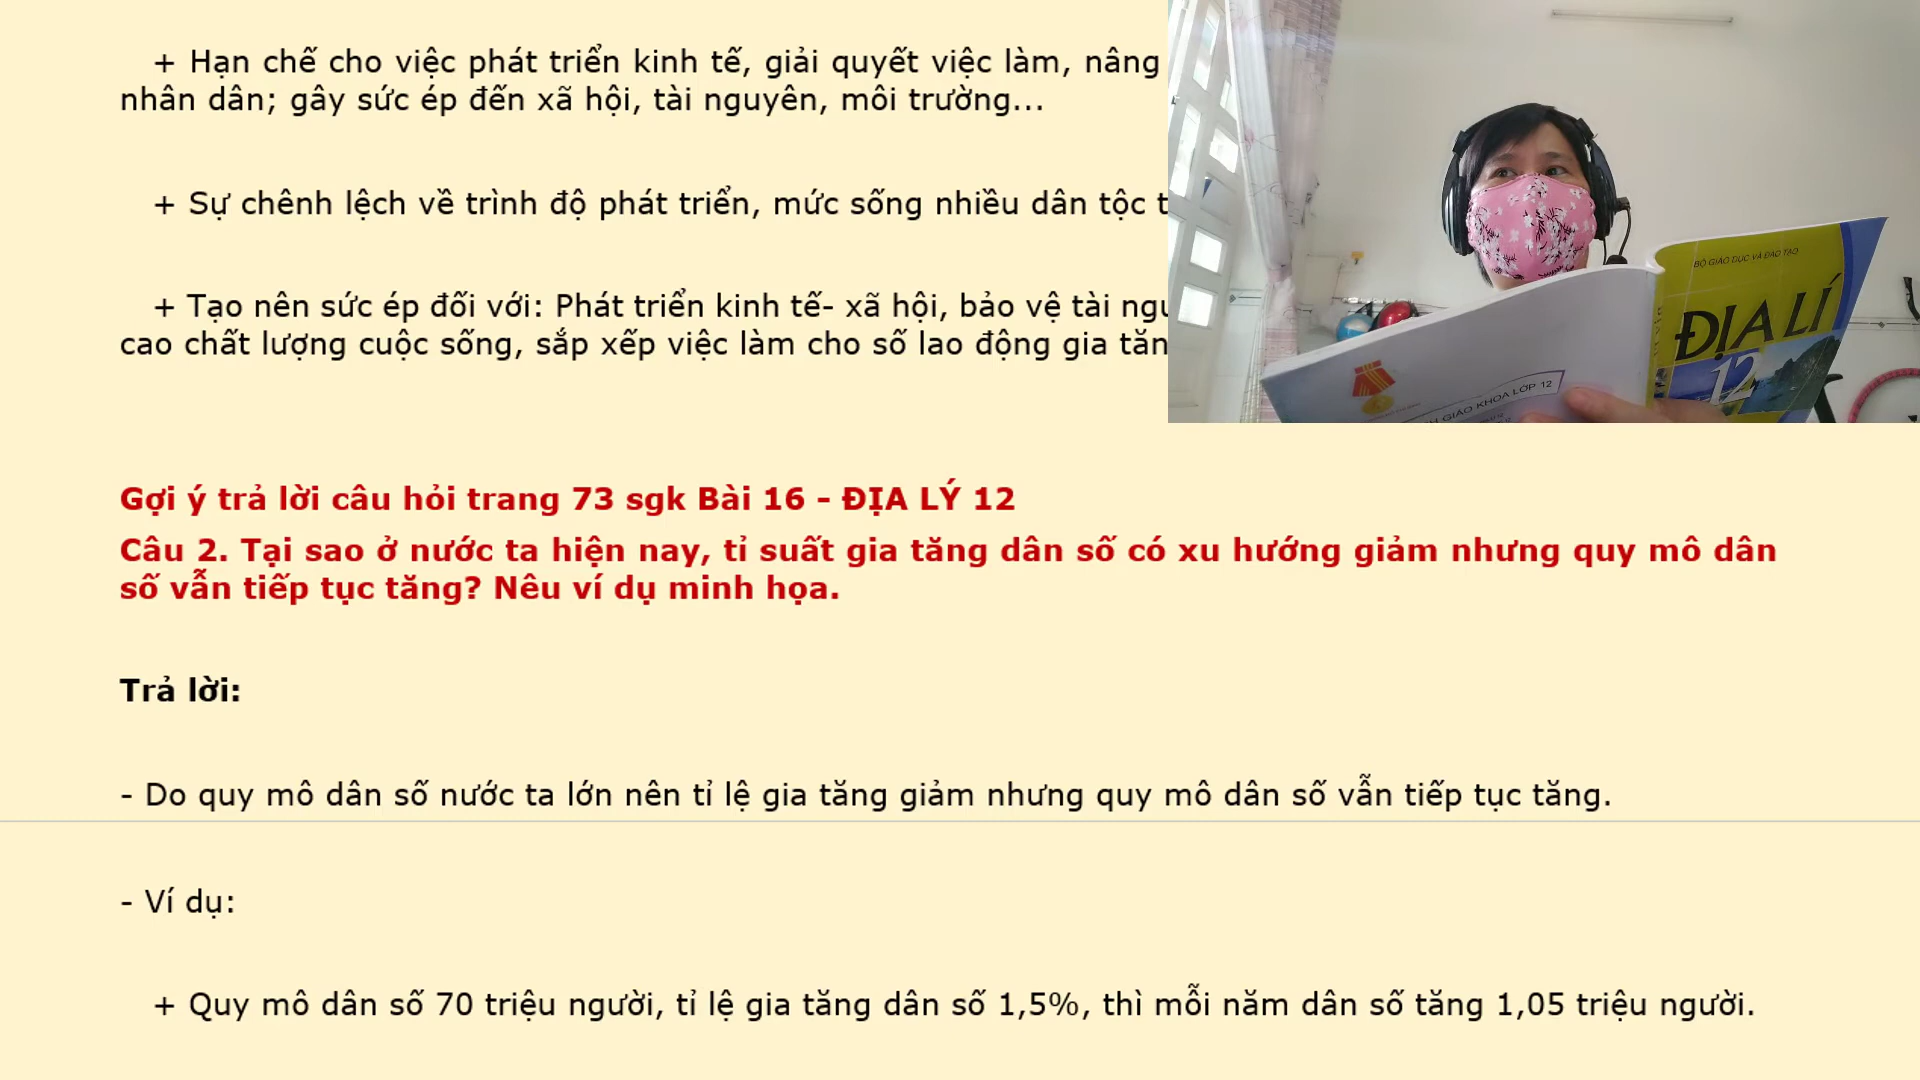 + Hạn chế cho việc phát triển kinh tế, giải quyết việc làm, nâng
nhân dân; gây sức ép đến xã hội, tài nguyên, môi trường...
+ Sự chênh lệch về trình độ phát triển, mức sống nhiều dân tộc t
+ Tạo nên sức ép đối với: Phát triển kinh tế- xã hội, bảo vệ tài ngu
cao chất lượng cuộc sống, sắp xếp việc làm cho số lao động gia tăn
BỘ GIÁO DỤC VÀ ĐÀO TẠO
ĐỊA LÍ
12
GIÁO KHOA LỚP 12
Gợi ý trả lời câu hỏi trang 73 sgk Bài 16 - ĐỊA LÝ 12
Câu 2. Tại sao ở nước ta hiện nay, tỉ suất gia tăng dân số có xu hướng giảm nhưng quy mô dân
số vẫn tiếp tục tăng? Nêu ví dụ minh họa.
Trả lời:
- Do quy mô dân số nước ta lớn nên tỉ lệ gia tăng giảm nhưng quy mô dân số vẫn tiếp tục tăng.
- Ví dụ:
+ Quy mô dân số 70 triệu người, tỉ lệ gia tăng dân số 1,5%, thì mỗi năm dân số tăng 1,05 triệu người.